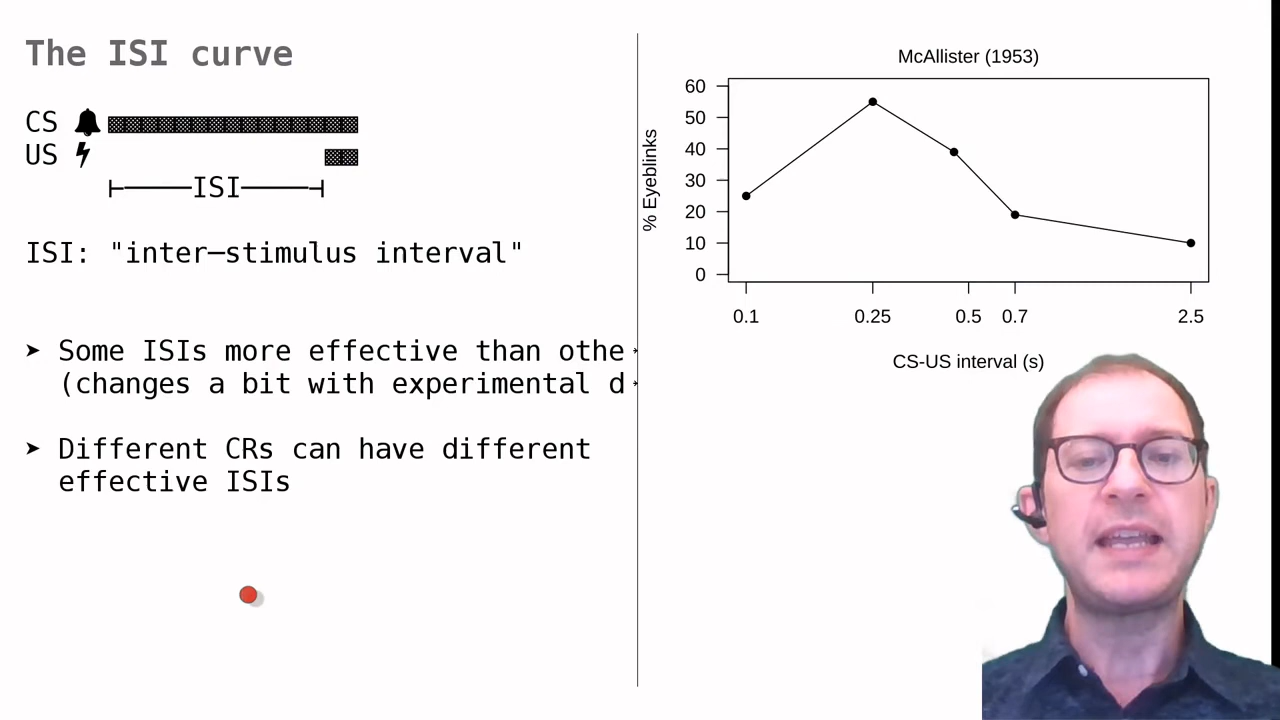 The ISI curve
CS
US
ISI
ISI: "inter—stimulus interval"
➤ Some ISIs more effective than othe
(changes a bit with experimental d
➤ Different CRs can have different
effective ISIs
McAllister (1953)
% Eyeblinks
60
50
40
30
20
10
0
0.1 0.25 0.5 0.7 2.5
CS-US interval (s)